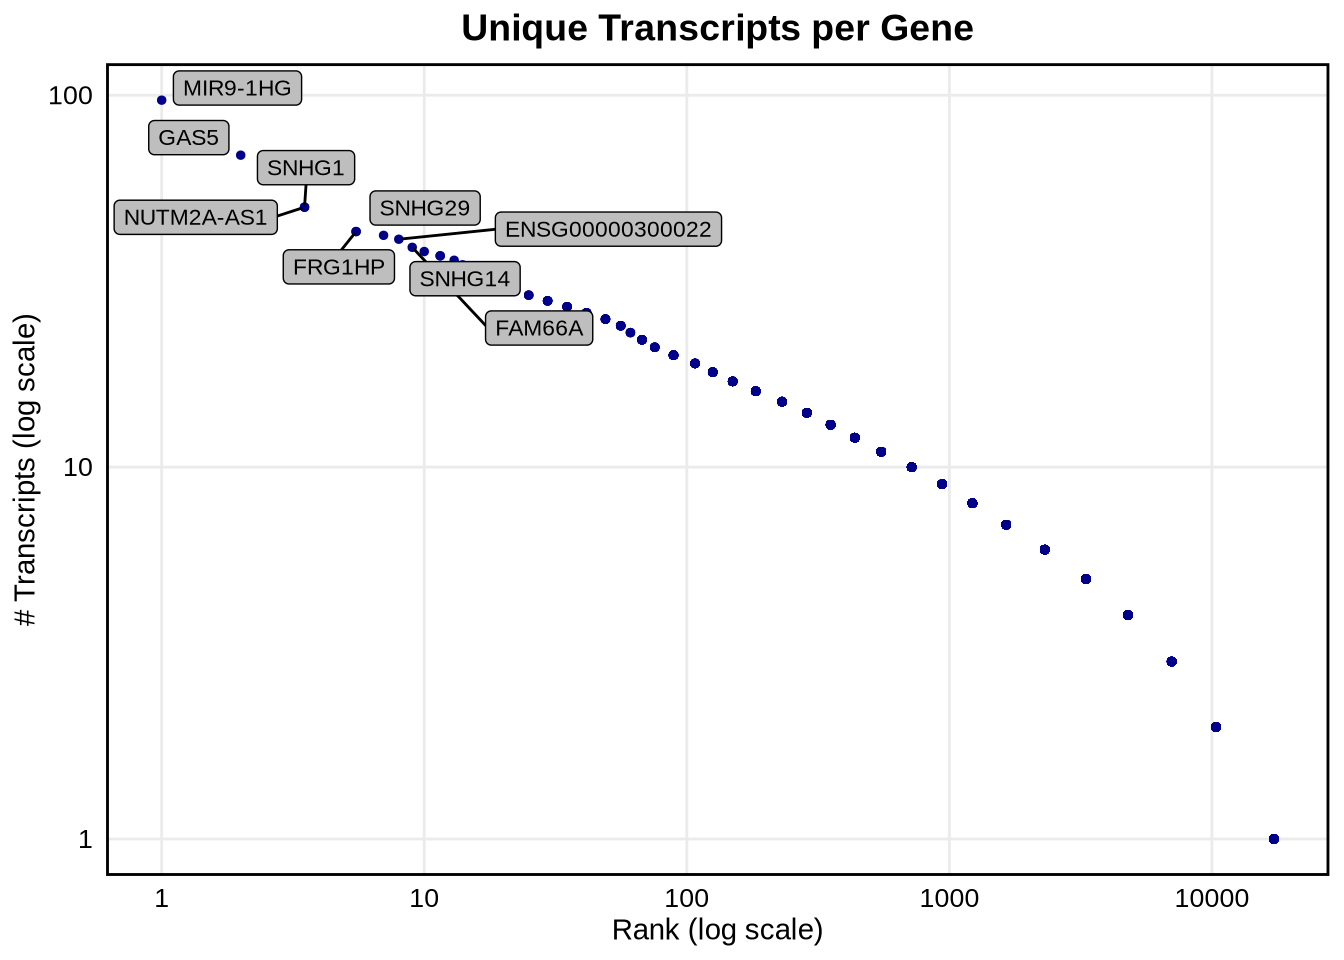 Unique Transcripts per Gene
# Transcripts (log scale)
100
10
1
MIR9-1HG
GAS5
SNHG1
NUTM2A-AS1
SNHG29
ENSG00000300022
FRG1HP
SNHG14
FAM66A
1
10
100
1000
10000
Rank (log scale)